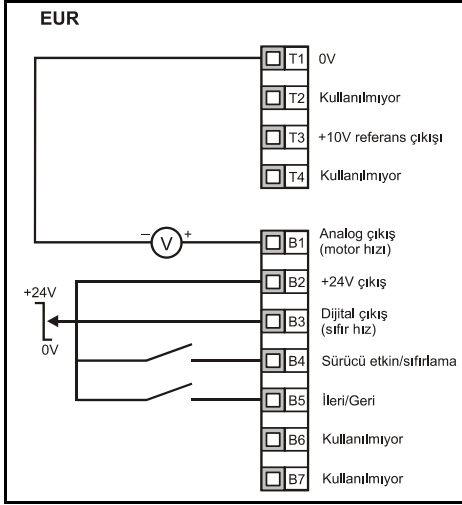 EUR
T1 0V
T2 Kullanılmıyor
T3 +10V referans çıkışı
T4 Kullanılmıyor
– V +
B1 Analog çıkış
(motor hızı)
B2 +24V çıkış
+24V
B3 Dijital çıkış
(sıfır hız)
0V
B4 Sürücü etkin/sıfırlama
B5 İleri/Geri
B6 Kullanılmıyor
B7 Kullanılmıyor